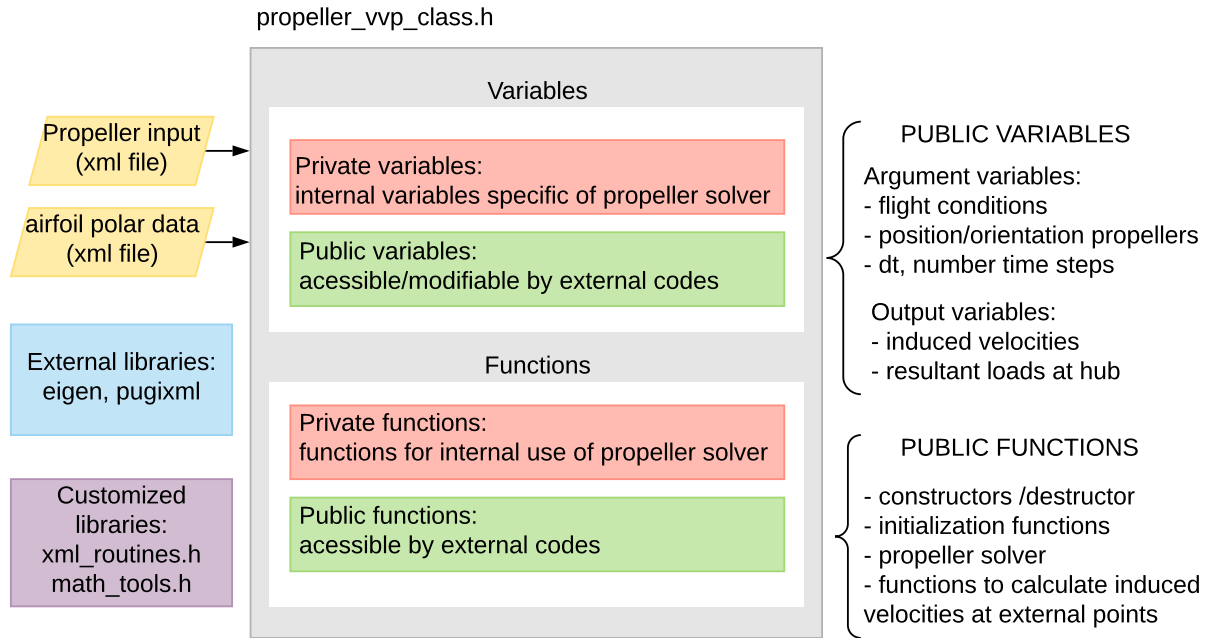 propeller_vvp_class.h
Variables
Propeller input
(xml file)
airfoil polar data
(xml file)
External libraries:
eigen, pugixml
Customized
libraries:
xml_routines.h
math_tools.h
Private variables:
internal variables specific of propeller solver
Public variables:
acessible/modifiable by external codes
Functions
Private functions:
functions for internal use of propeller solver
Public functions:
acessible by external codes
PUBLIC VARIABLES
Argument variables:
- flight conditions
- position/orientation propellers
- dt, number time steps
Output variables:
- induced velocities
- resultant loads at hub
PUBLIC FUNCTIONS
- constructors /destructor
- initialization functions
- propeller solver
- functions to calculate induced
velocities at external points